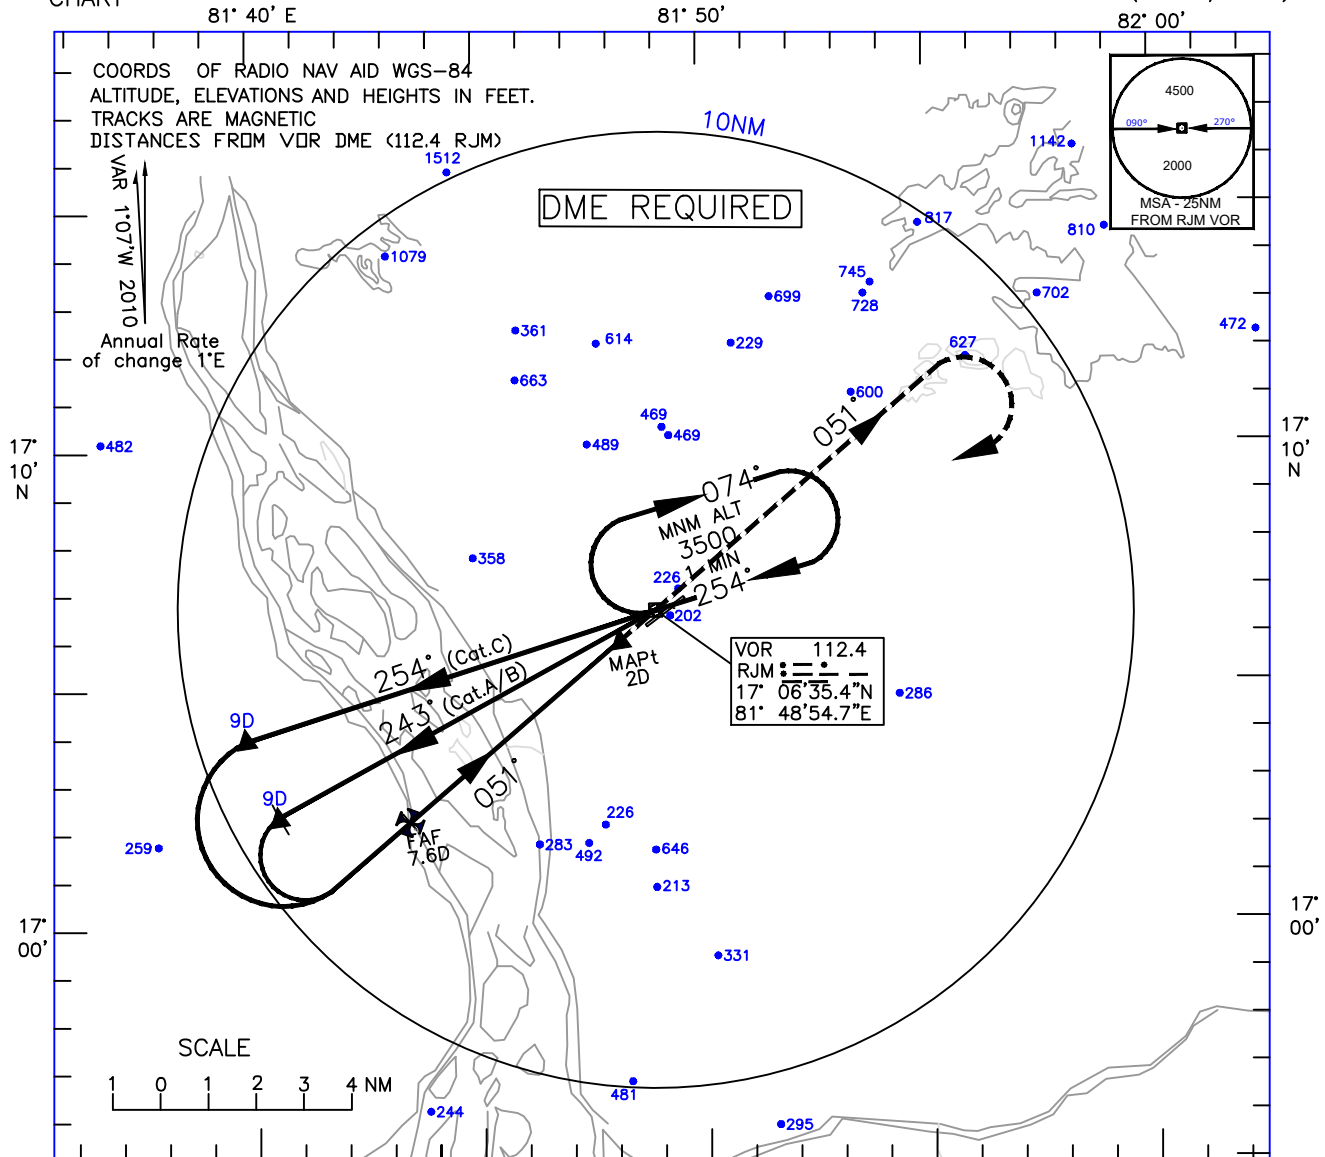 CHART
81° 40' E
81° 50'
82° 00'
COORDS OF RADIO NAV AID WGS-84
ALTITUDE, ELEVATIONS AND HEIGHTS IN FEET.
TRACKS ARE MAGNETIC
DISTANCES FROM VOR DME (112.4 RJM)
VAR 1°07'W 2010
Annual Rate
of change 1'E
10NM
DME REQUIRED
4500
090°
270°
2000
MSA - 25NM
FROM RJM VOR
1512
1142
817
810
1079
745
728
699
702
472
361
614
229
627
663
600
469
469
489
482
17°
10'
N
17°
10'
N
051°
074°
MNM ALT
3500
1 MIN
254°
358
226
202
MAPt
2D
VOR 112.4
RJM
17° 06'35.4"N
81° 48'54.7"E
286
254° (Cat.C)
243° (Cat.A/B)
051°
9D
9D
FAF
7.6D
226
283
492
646
259
213
331
17°
00'
17°
00'
SCALE
1 0 1 2 3 4 NM
481
244
295